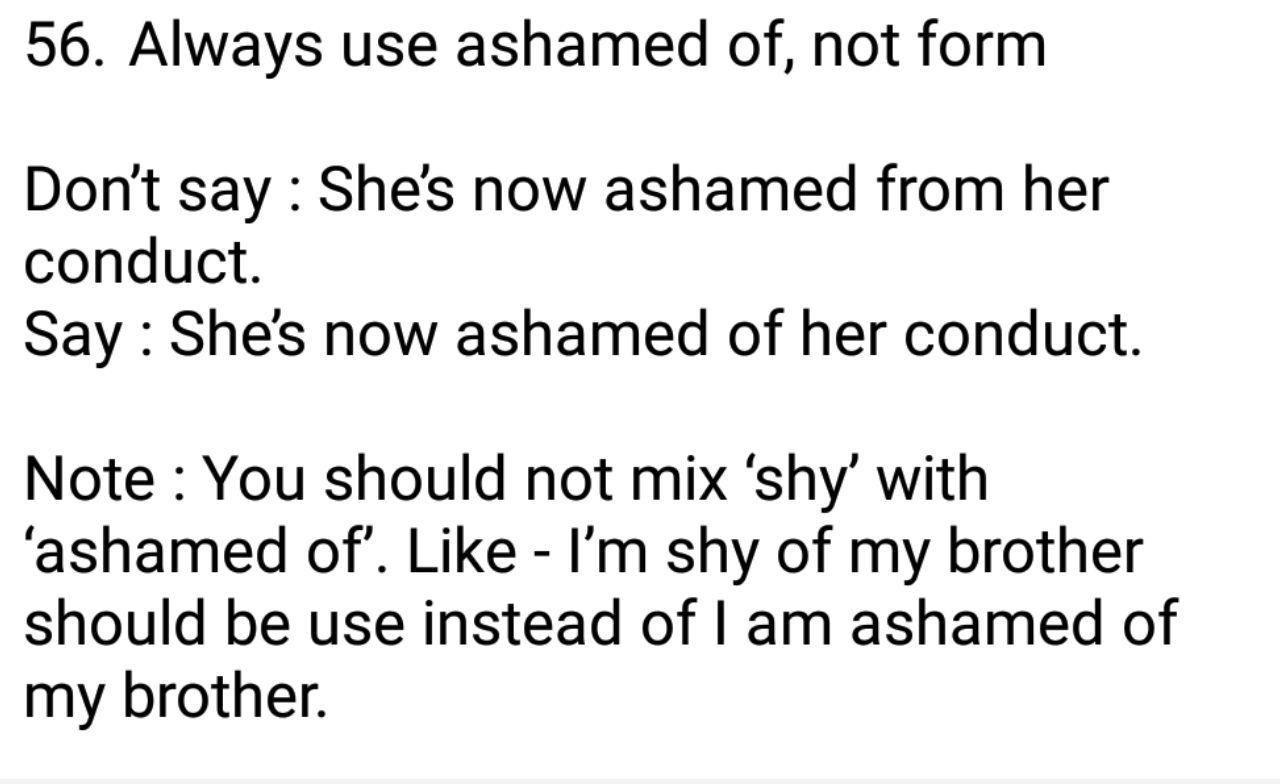 56. Always use ashamed of, not form
Don't say : She's now ashamed from her
conduct.
Say : She's now ashamed of her conduct.
Note : You should not mix ‘shy’ with
‘ashamed of’. Like - I’m shy of my brother
should be use instead of I am ashamed of
my brother.